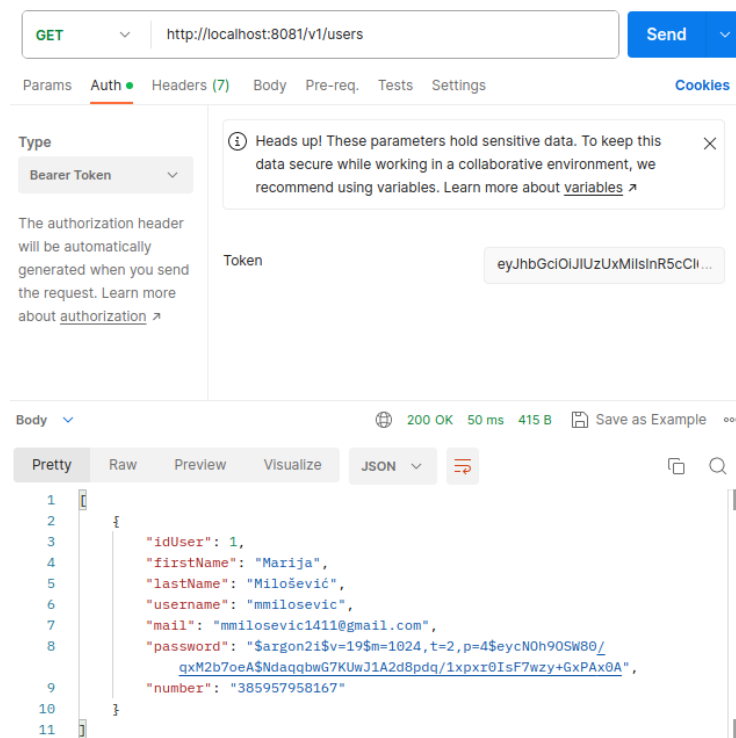 GET http://localhost:8081/v1/users Send
Params Auth Headers (7) Body Pre-req. Tests Settings Cookies
Type
Bearer Token
The authorization header
will be automatically
generated when you send
the request. Learn more
about authorization ↗
Heads up! These parameters hold sensitive data. To keep this
data secure while working in a collaborative environment, we
recommend using variables. Learn more about variables ↗
Token eyJhbGciOiJIUzUxMiIsInR5cCI6...
Body 200 OK 50 ms 415 B Save as Example
Pretty Raw Preview Visualize JSON
1 [
2 {
3 "idUser": 1,
4 "firstName": "Marija",
5 "lastName": "Milošević",
6 "username": "mmilosevic",
7 "mail": "mmilosevic1411@gmail.com",
8 "password": "$argon2i$v=19$m=1024,t=2,p=4$eycNOh9OSW80/
qxM2b7oeA$NdaqqbwG7KUwJ1A2d8pdq/1xpxr0IsF7wzy+GxPAx0A",
9 "number": "385957958167"
10 }
11 ]